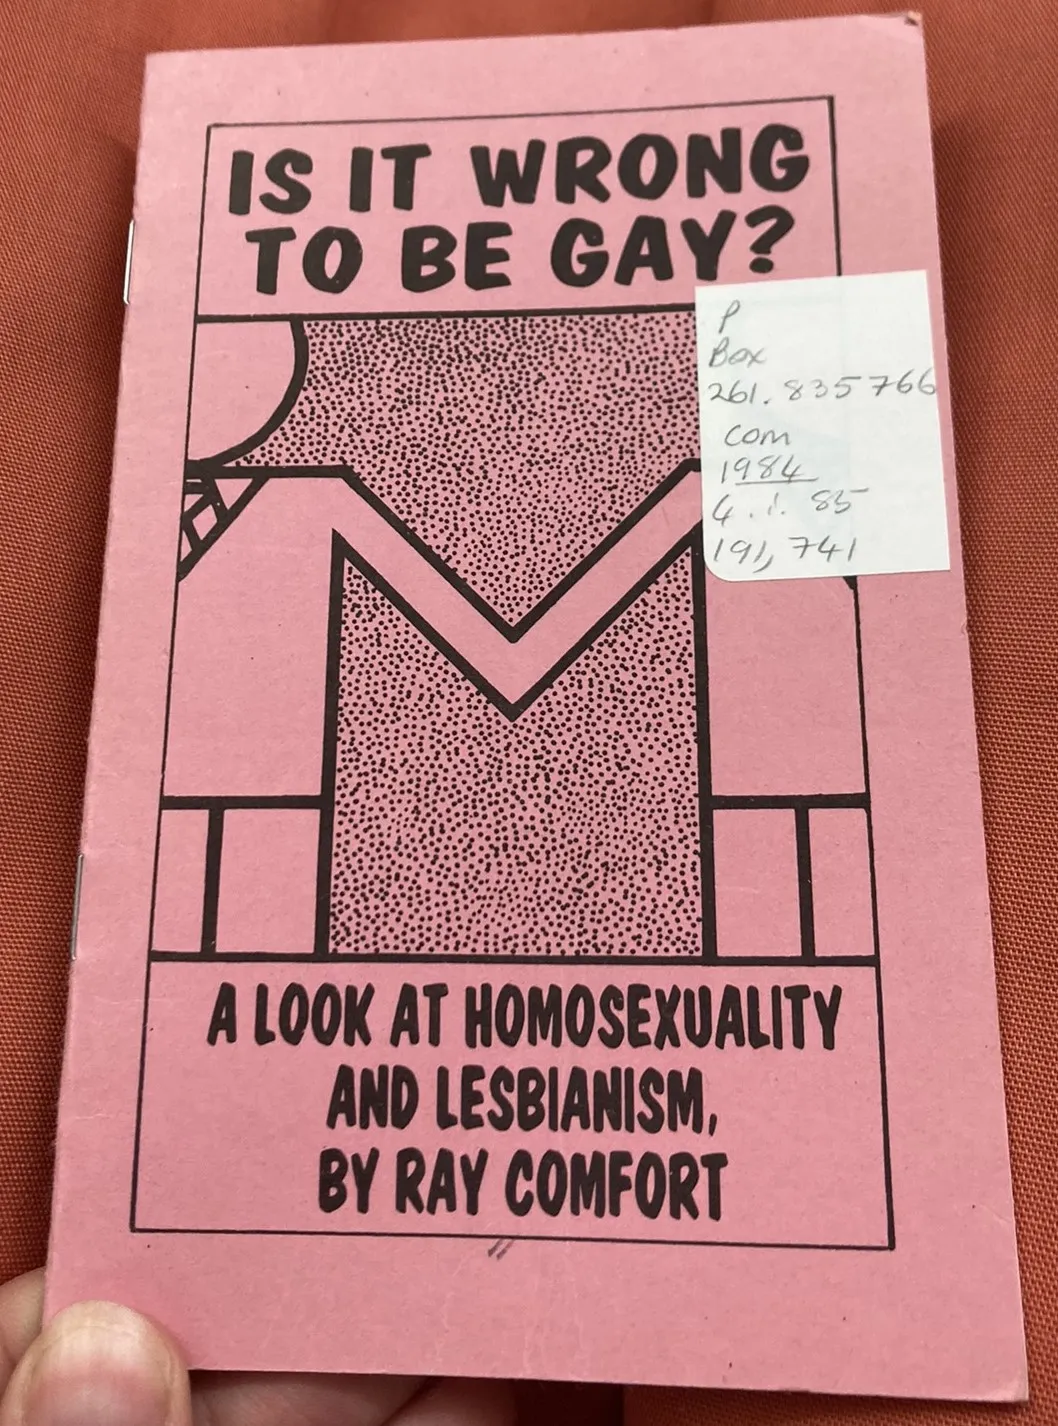 IS IT WRONG
TO BE GAY?
P
Box
261.835766
COM
1984
4.1.85
191,741
A LOOK AT HOMOSEXUALITY
AND LESBIANISM,
BY RAY COMFORT